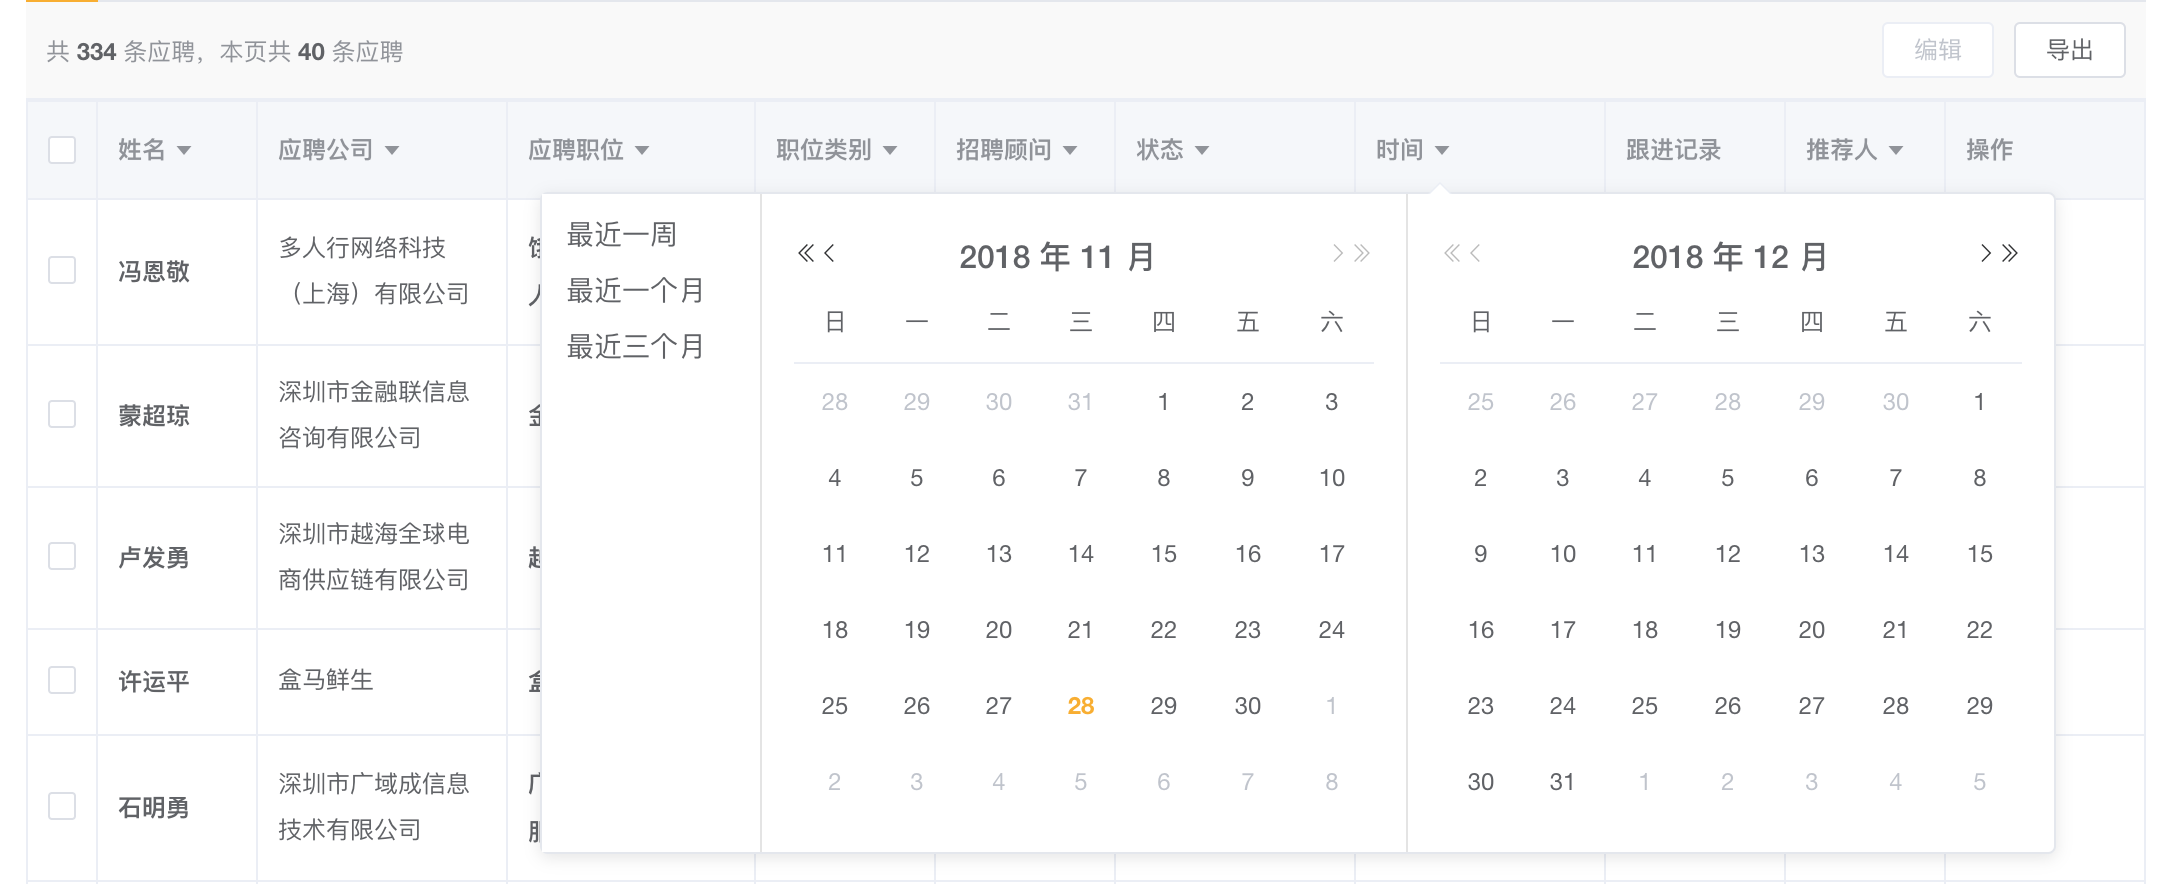 共 334 条应聘，本页共 40 条应聘
编辑 导出
姓名 应聘公司 应聘职位 职位类别 招聘顾问 状态 时间 跟进记录 推荐人 操作
冯恩敬
多人行网络科技
（上海）有限公司
蒙超琼
深圳市金融联信息
咨询有限公司
卢发勇
深圳市越海全球电
商供应链有限公司
许运平
盒马鲜生
石明勇
深圳市广域成信息
技术有限公司
最近一周
最近一个月
最近三个月
2018 年 11 月
日 一 二 三 四 五 六
28 29 30 31 1 2 3
4 5 6 7 8 9 10
11 12 13 14 15 16 17
18 19 20 21 22 23 24
25 26 27 28 29 30 1
2 3 4 5 6 7 8
2018 年 12 月
日 一 二 三 四 五 六
25 26 27 28 29 30 1
2 3 4 5 6 7 8
9 10 11 12 13 14 15
16 17 18 19 20 21 22
23 24 25 26 27 28 29
30 31 1 2 3 4 5